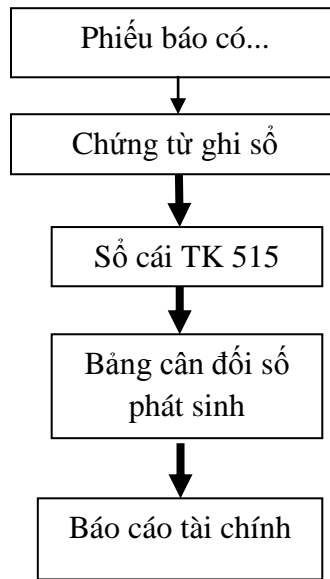 Phiếu báo có...
Chứng từ ghi sổ
Sổ cái TK 515
Bảng cân đối số
phát sinh
Báo cáo tài chính